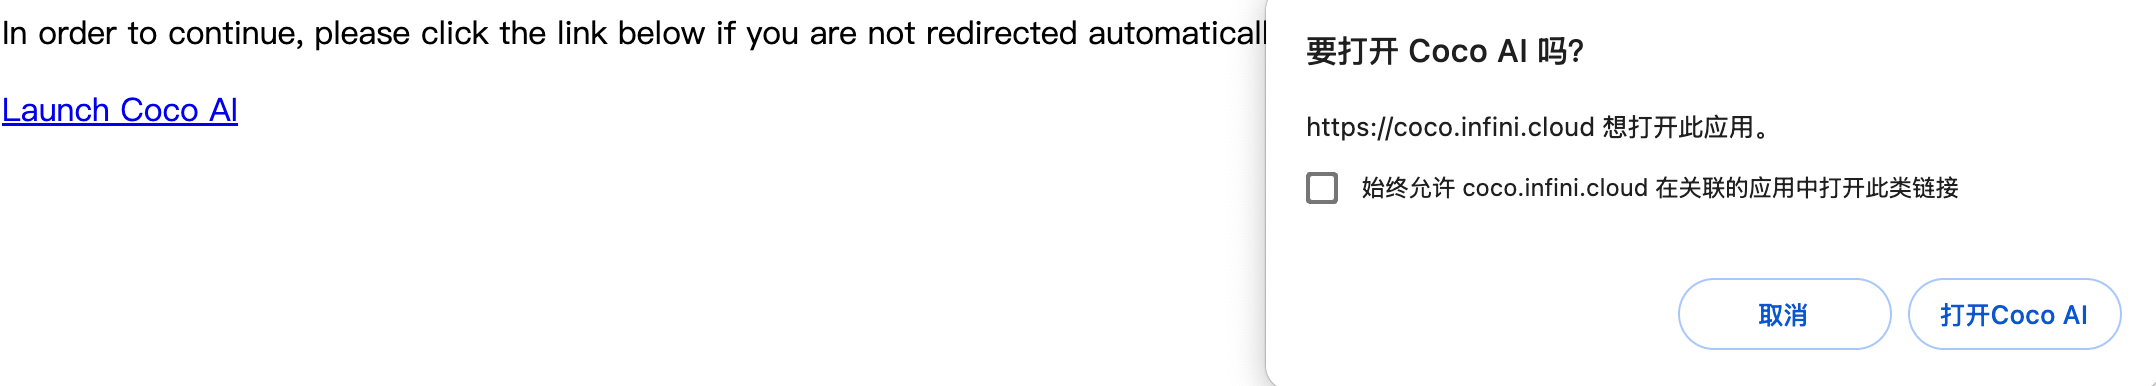 In order to continue, please click the link below if you are not redirected automaticall
Launch Coco AI
要打开 Coco AI 吗?
https://coco.infini.cloud 想打开此应用。
始终允许 coco.infini.cloud 在关联的应用中打开此类链接
取消
打开Coco AI